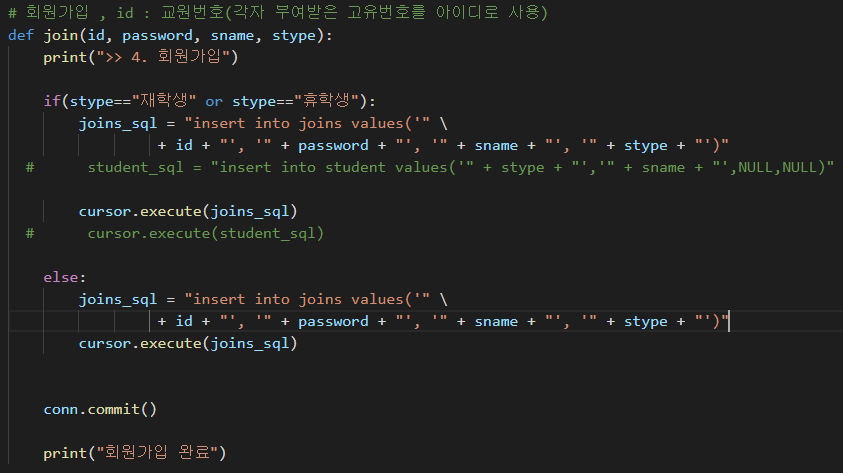 # 회원가입 , id : 교원번호(각자 부여받은 고유번호를 아이디로 사용)
def join(id, password, sname, stype):
    print(">> 4. 회원가입")
    if(stype=="재학생" or stype=="휴학생"):
        joins_sql = "insert into joins values('" \
                 + id + "', '" + password + "', '" + sname + "', '" + stype + "')"
  #      student_sql = "insert into student values('" + stype + "','" + sname + "',NULL,NULL)"
        cursor.execute(joins_sql)
  #      cursor.execute(student_sql)
    else:
        joins_sql = "insert into joins values('" \
                 + id + "', '" + password + "', '" + sname + "', '" + stype + "')"
        cursor.execute(joins_sql)
    conn.commit()
    print("회원가입 완료")